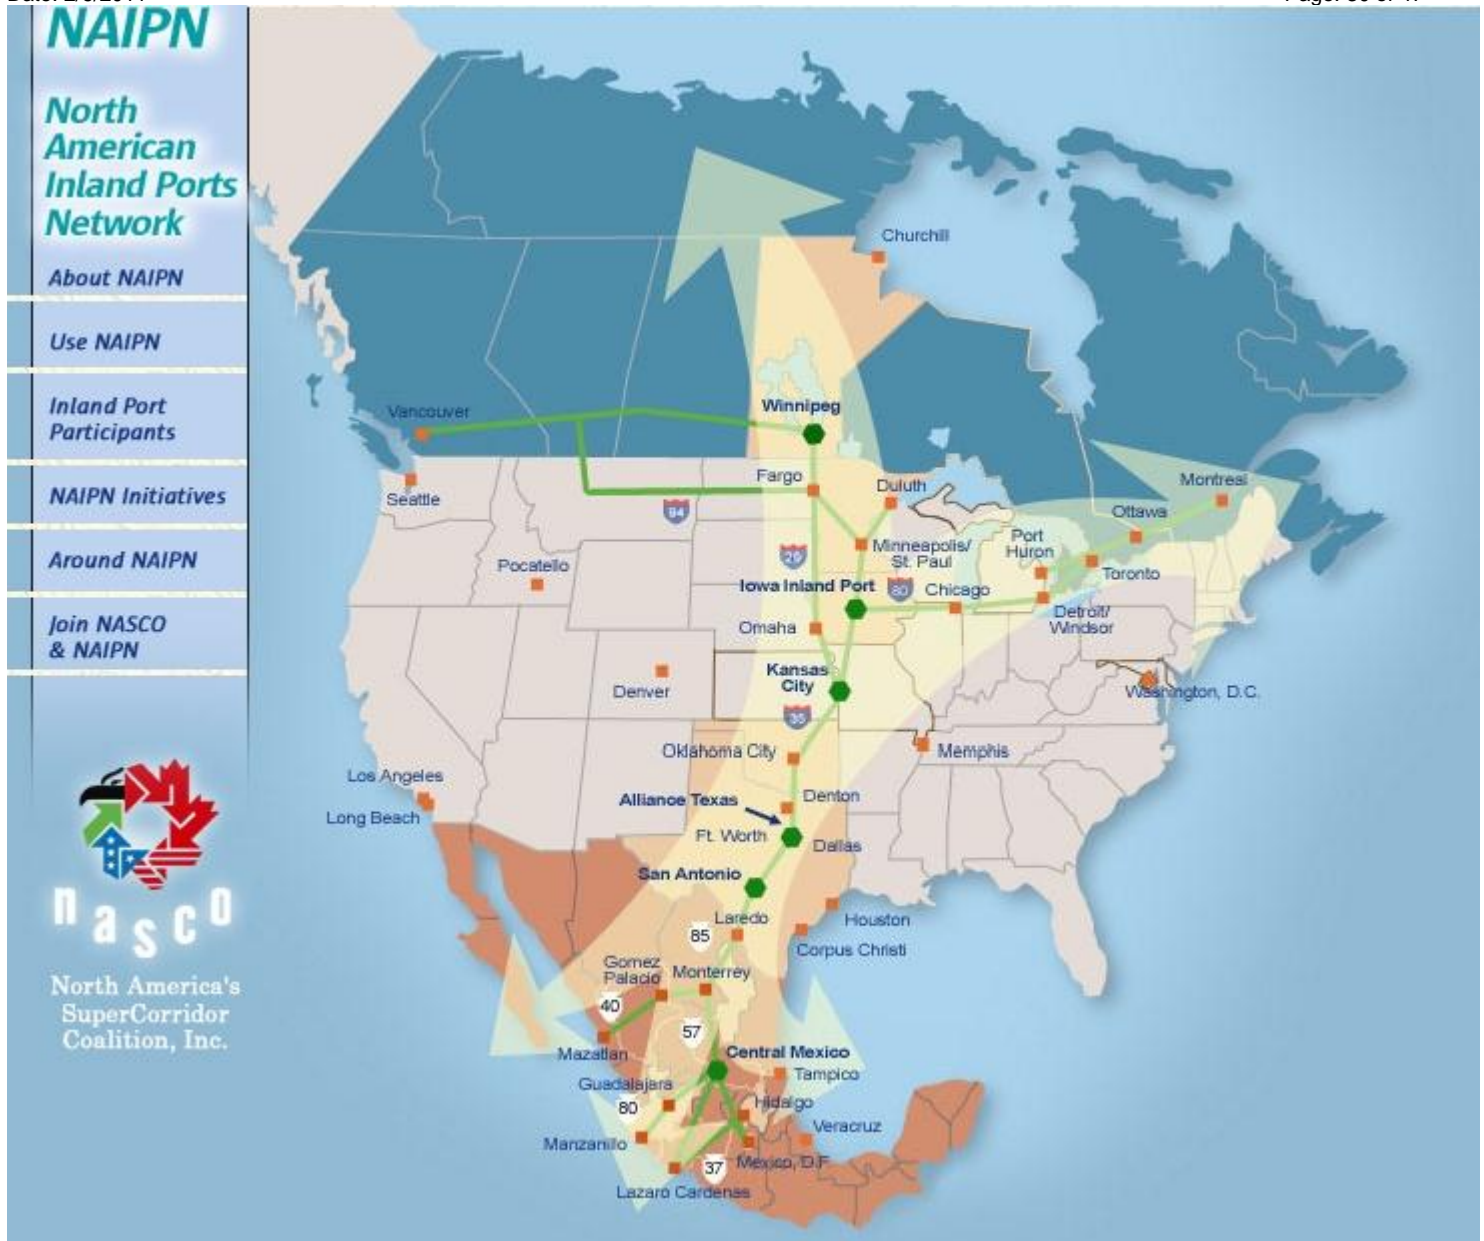 NAIPN
North
American
Inland Ports
Network
About NAIPN
Use NAIPN
Inland Port
Participants
NAIPN Initiatives
Around NAIPN
Join NASCO
& NAIPN
nasco
North America's
SuperCorridor
Coalition, Inc.
Churchill
Vancouver
Winnipeg
Seattle
Fargo
Duluth
Montreal
94
Ottawa
Port
Huron
Minneapolis/
St. Paul
29
Toronto
Pocatello
Iowa Inland Port
80
Chicago
Detroit/
Windsor
Omaha
Kansas
City
Denver
Washington, D.C.
35
Oklahoma City
Memphis
Los Angeles
Long Beach
Alliance Texas
Denton
Ft. Worth
Dallas
San Antonio
Laredo
Houston
85
Corpus Christi
Gomez
Palacio
Monterrey
40
57
Mazatlan
Central Mexico
Tampico
Guadalajara
80
Hidalgo
Veracruz
Manzanillo
37
Mexico, D.F
Lazaro Cardenas